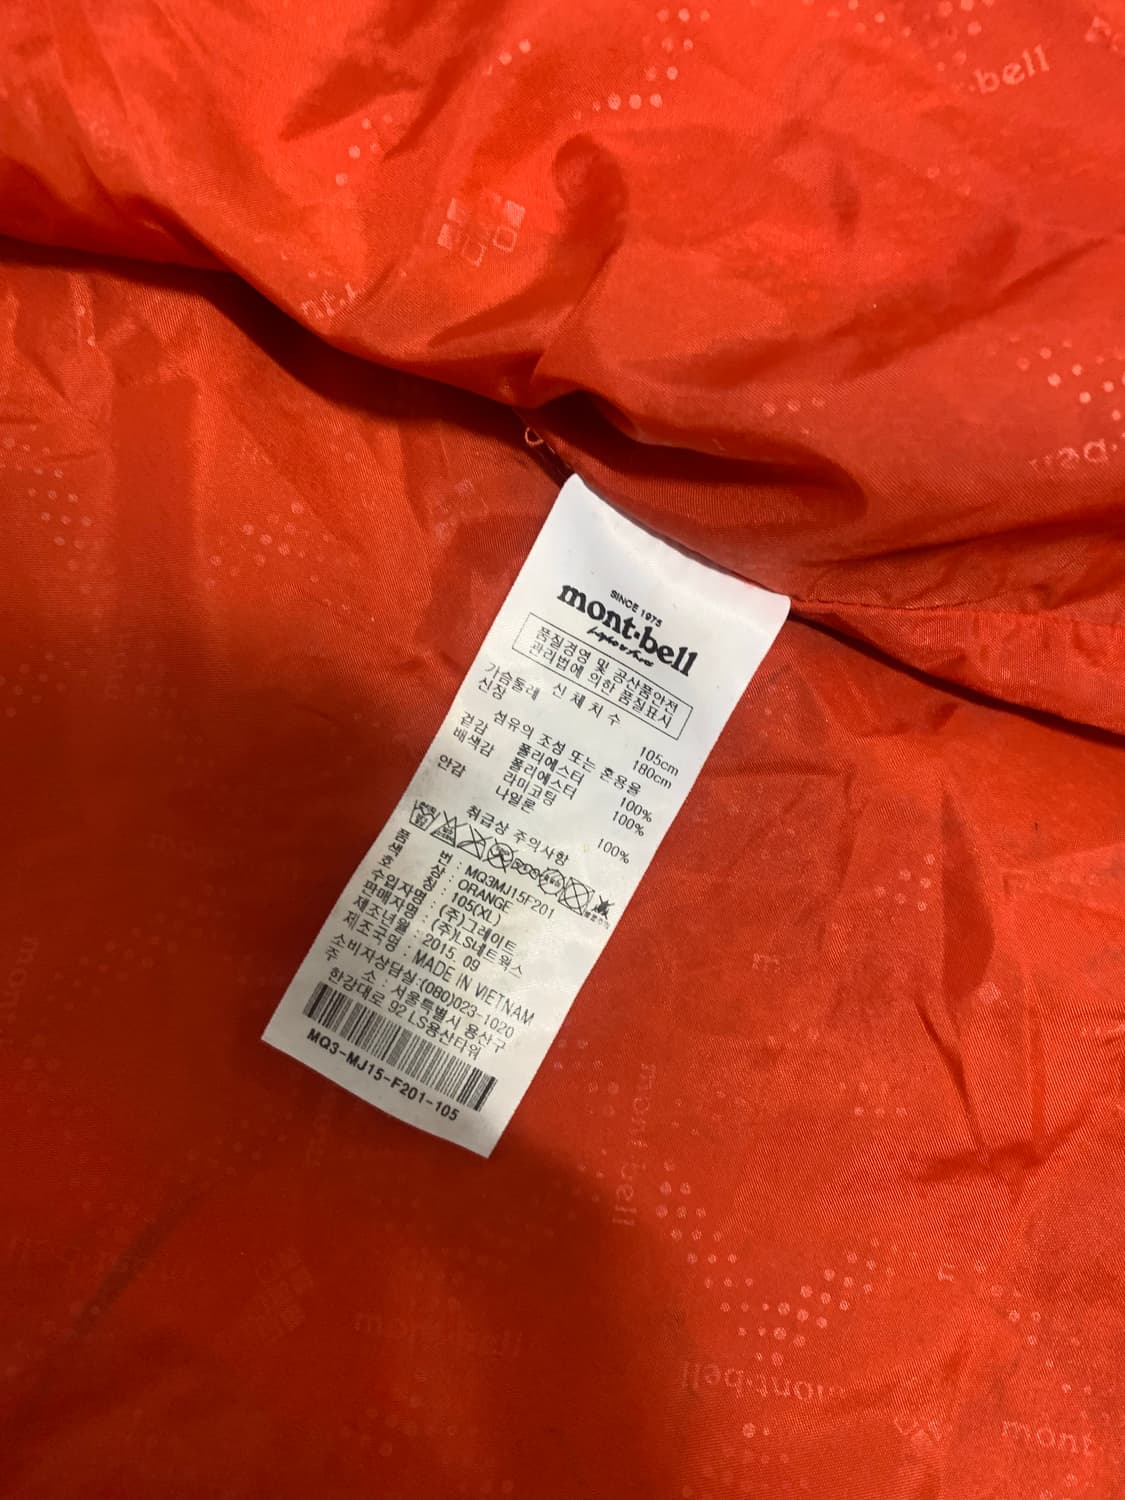 ·bell
mont
SINCE 1975
mont·bell
light & fast
품질경영 및 공산품안전
관리법에 의한 품질표시
신체치수
가슴둘레 105cm
신장 180cm
섬유의 조성 또는 혼용율
겉감 폴리에스터 100%
배색감 폴리에스터 100%
라미코팅
안감 나일론 100%
취급상 주의사항
품 번 : MQ3MJ15F201
색 상 : ORANGE
호 칭 : 105(XL)
수입자명 : (주)그레이트
판매자명 : (주)LS네트웍스
제조년월 : 2015. 09
제조국명 : MADE IN VIETNAM
소비자상담실:(080)023-1020
주 소 : 서울특별시 용산구
한강대로 92 LS용산타워
MQ3-MJ15-F201-105
mont·bell
mont·bell
mont